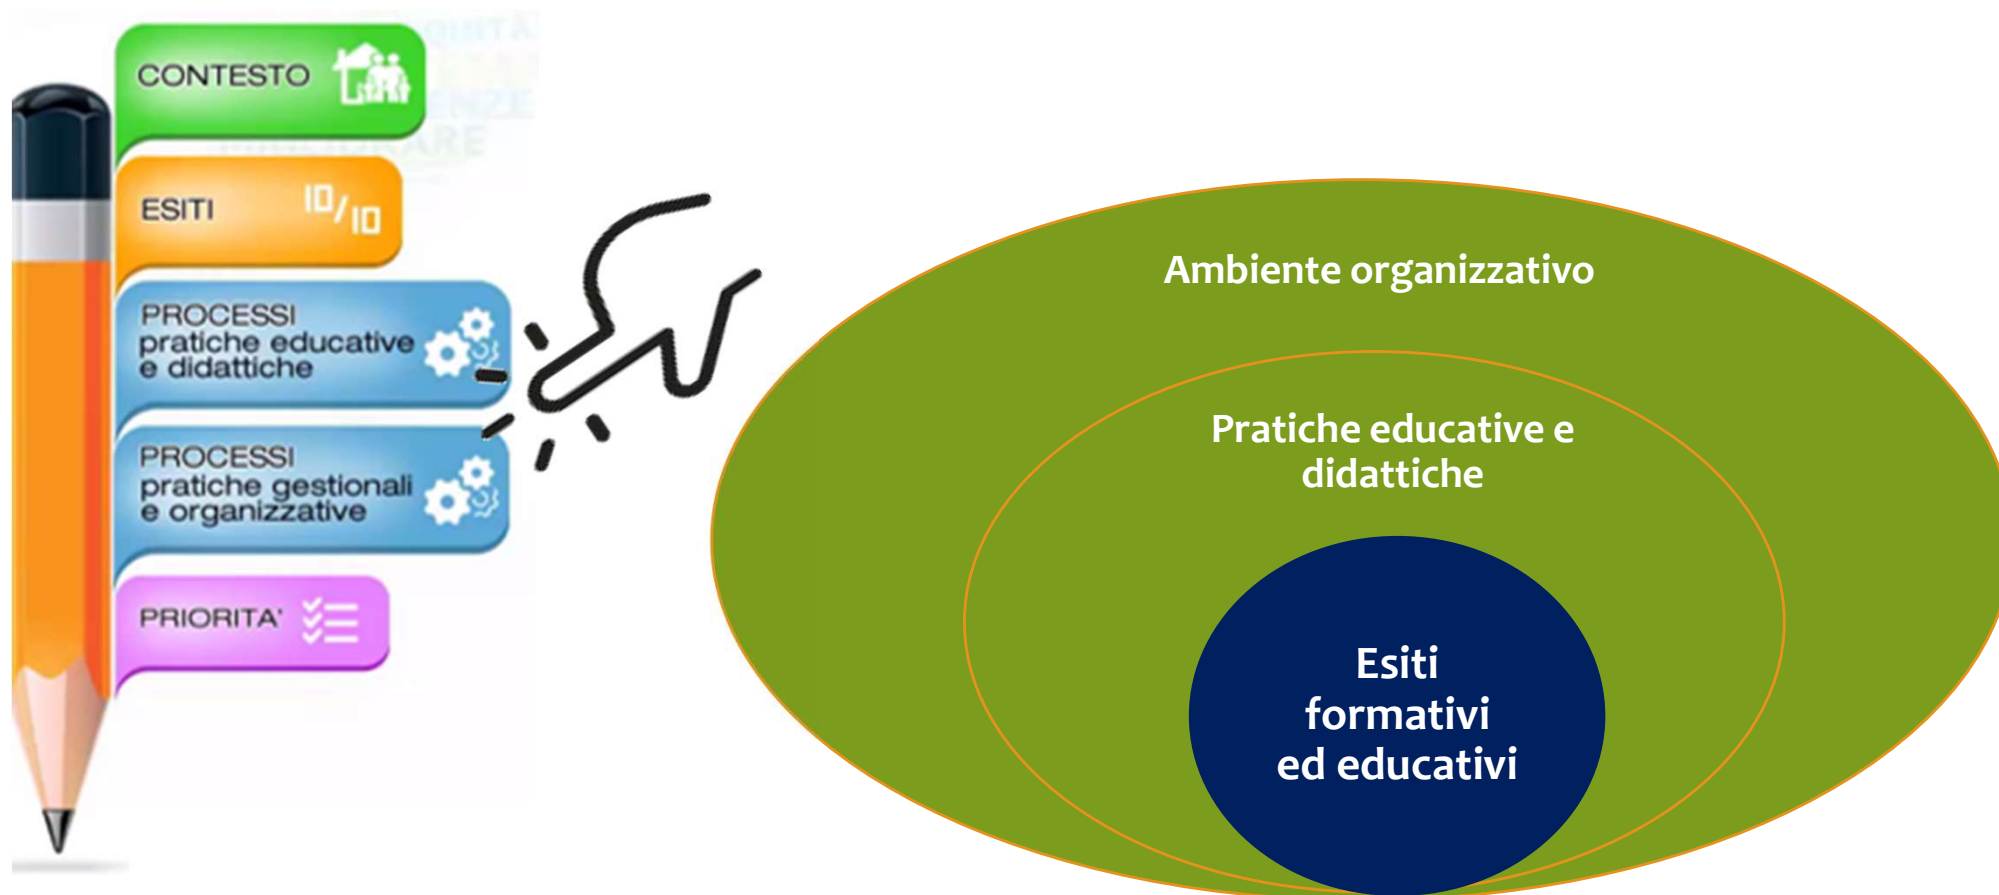 CONTESTO
ESITI
10/10
PROCESSI
pratiche educative
e didattiche
PROCESSI
pratiche gestionali
e organizzative
PRIORITA'
Ambiente organizzativo
Pratiche educative e
didattiche
Esiti
formativi
ed educativi